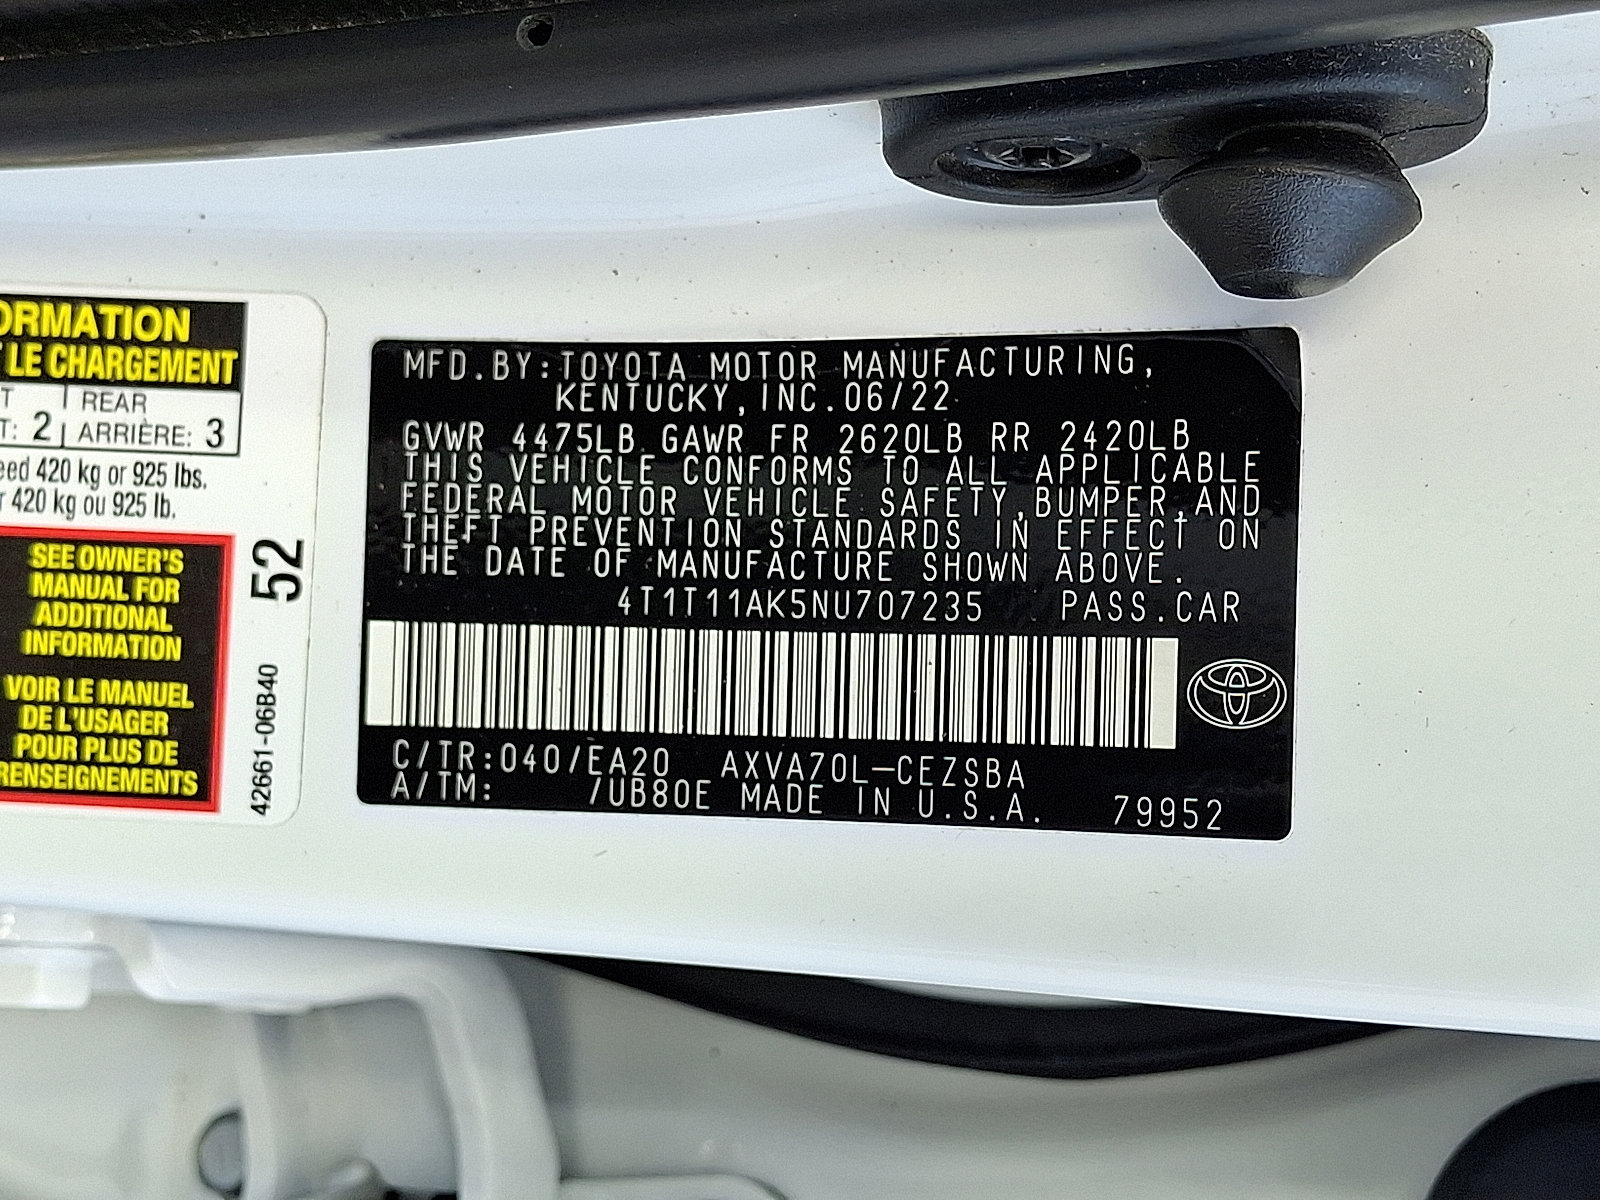 ORMATION
LE CHARGEMENT
T REAR
T: 2 ARRIÈRE: 3
eed 420 kg or 925 lbs.
r 420 kg ou 925 lb.
SEE OWNER'S
MANUAL FOR
ADDITIONAL
INFORMATION
VOIR LE MANUEL
DE L'USAGER
POUR PLUS DE
RENSEIGNEMENTS
52
42661-06B40
MFD.BY:TOYOTA MOTOR MANUFACTURING,
KENTUCKY,INC.06/22
GVWR 4475LB GAWR FR 2620LB RR 2420LB
THIS VEHICLE CONFORMS TO ALL APPLICABLE
FEDERAL MOTOR VEHICLE SAFETY,BUMPER,AND
THEFT PREVENTION STANDARDS IN EFFECT ON
THE DATE OF MANUFACTURE SHOWN ABOVE.
4T1T11AK5NU707235 PASS.CAR
C/TR:040/EA20 AXVA70L-CEZSBA
A/TM: /UB80E MADE IN U.S.A. 79952